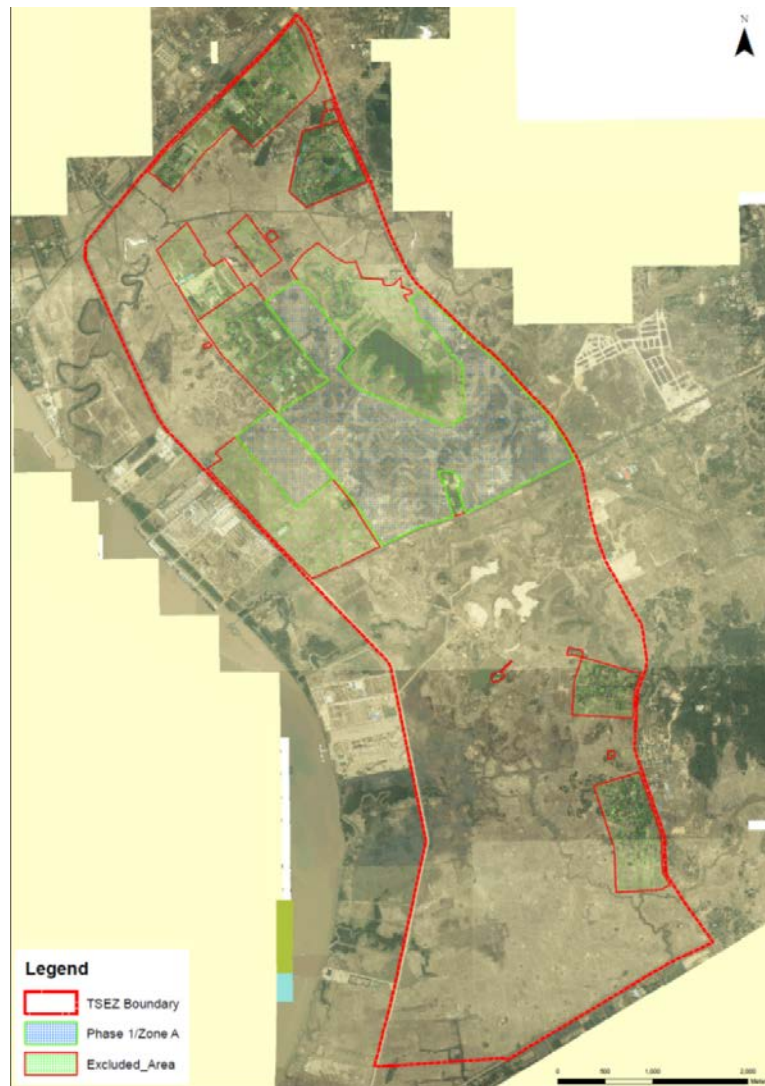 N
Legend
TSEZ Boundary
Phase 1/Zone A
Excluded_Area
0 500 1,000 2,000